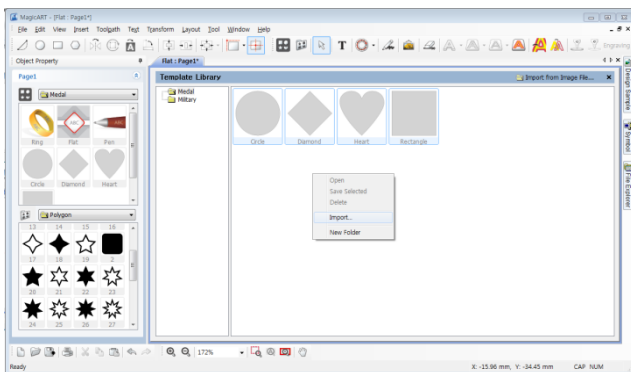 MagicART - [Flat : Page1*]
File Edit View Insert Toolpath Text Transform Layout Tool Window Help
Engraving
Object Property
Flat : Page1*
Page1
Template Library
Import from Image File...
Medal
Medal
Military
ABC
ABC
Ring Flat Pen
Circle Diamond Heart Rectangle
Circle Diamond Heart
Open
Save Selected
Delete
Import...
New Folder
Polygon
13 14 15 16
17 18 19 2
20 21 22 23
24 25 26 27
Design Sample
Symbol
File Explorer
172%
Ready
X: -15.96 mm, Y: -34.45 mm
CAP NUM